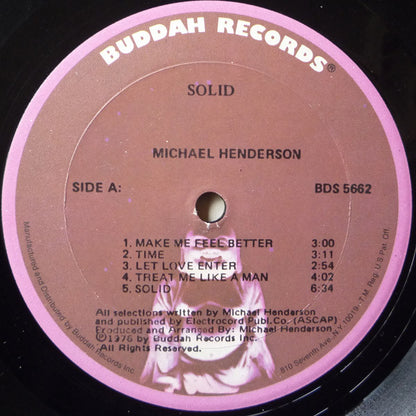 BUDDAH RECORDS®
SOLID
MICHAEL HENDERSON
SIDE A: BDS 5662
1. MAKE ME FEEL BETTER 3:00
2. TIME 3:11
3. LET LOVE ENTER 2:54
4. TREAT ME LIKE A MAN 4:02
5. SOLID 6:34
All selections written by Michael Henderson
and published by Electrocord Publ. Co. (ASCAP)
Produced and Arranged By: Michael Henderson
©1976 by Buddah Records Inc.
All Rights Reserved.
Manufactured and Distributed by Buddah Records Inc.
810 Seventh Ave. N.Y. 10019 - T.M. Reg. U.S. Pat. Off.